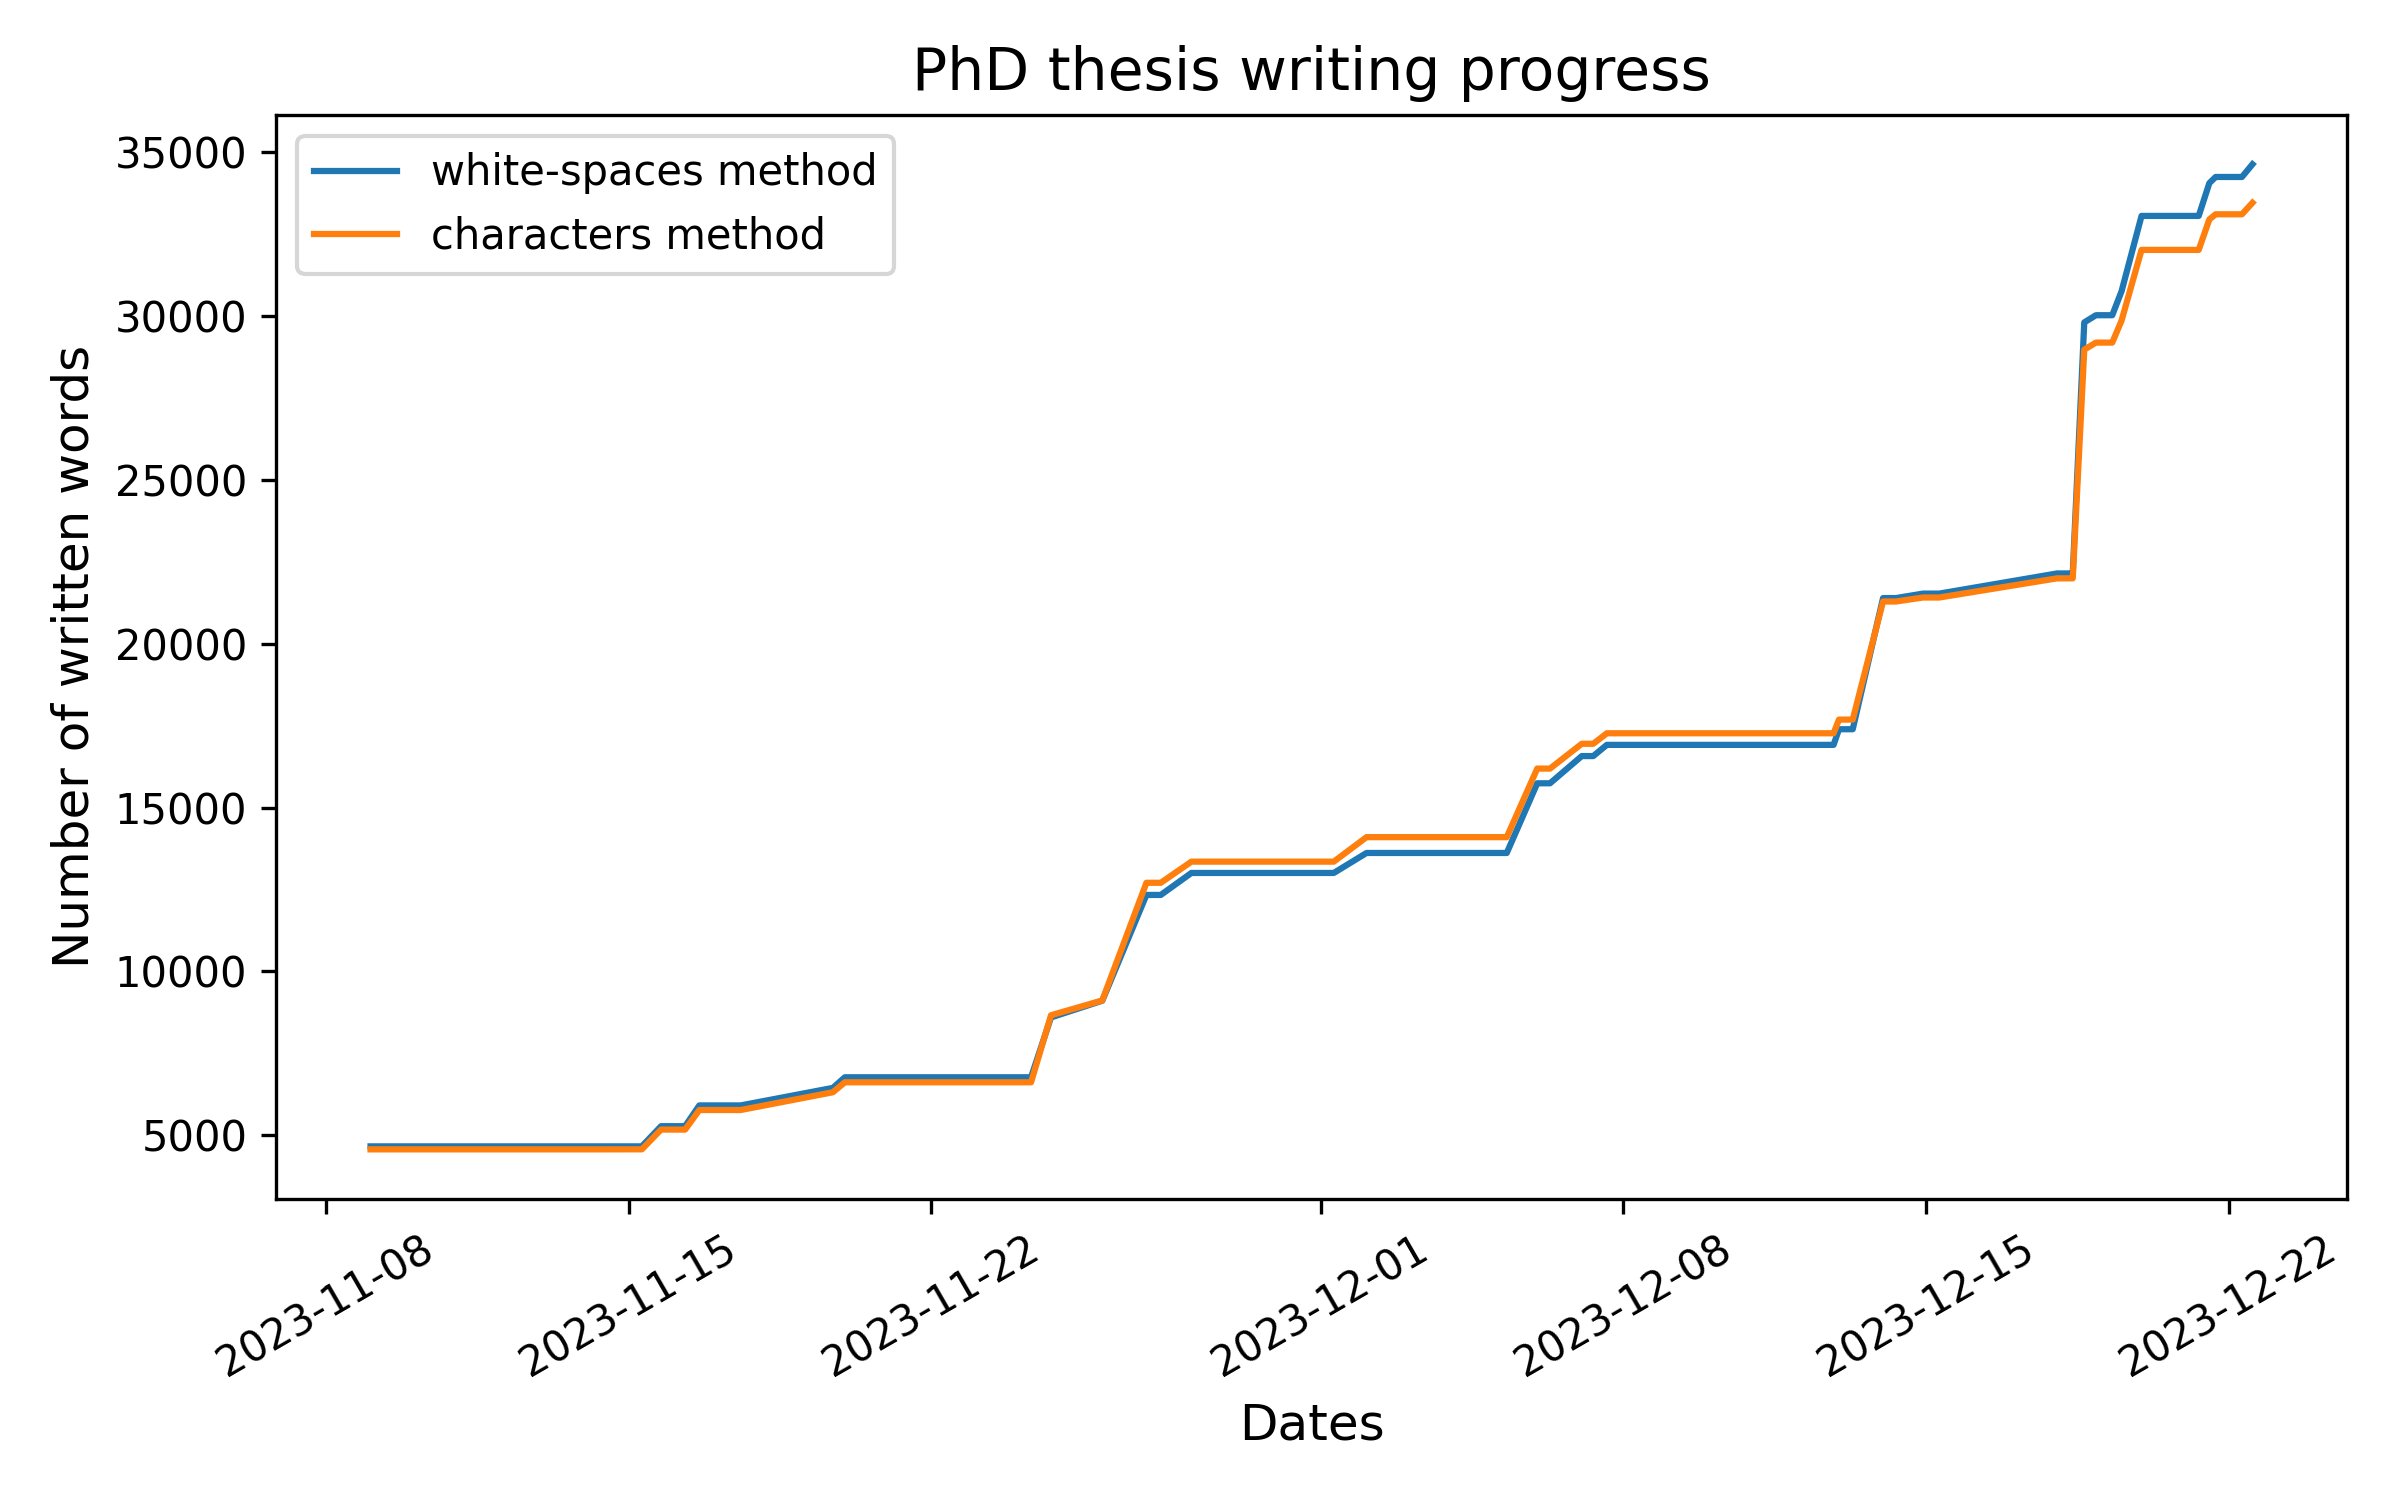 PhD thesis writing progress
white-spaces method
characters method
35000
30000
25000
20000
15000
10000
5000
Number of written words
2023-11-08
2023-11-15
2023-11-22
2023-12-01
2023-12-08
2023-12-15
2023-12-22
Dates